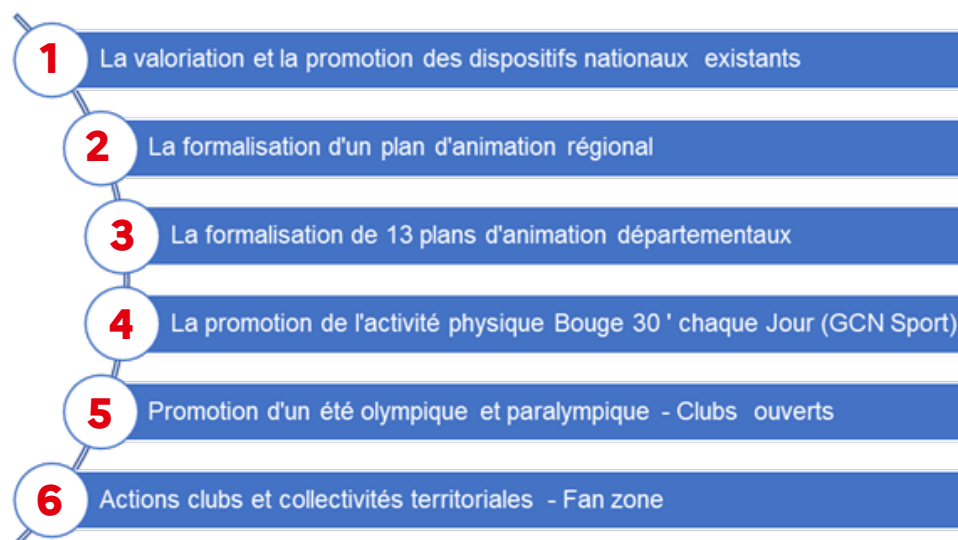 1 La valoriation et la promotion des dispositifs nationaux existants
2 La formalisation d'un plan d'animation régional
3 La formalisation de 13 plans d'animation départementaux
4 La promotion de l'activité physique Bouge 30 ' chaque Jour (GCN Sport)
5 Promotion d'un été olympique et paralympique - Clubs ouverts
6 Actions clubs et collectivités territoriales - Fan zone